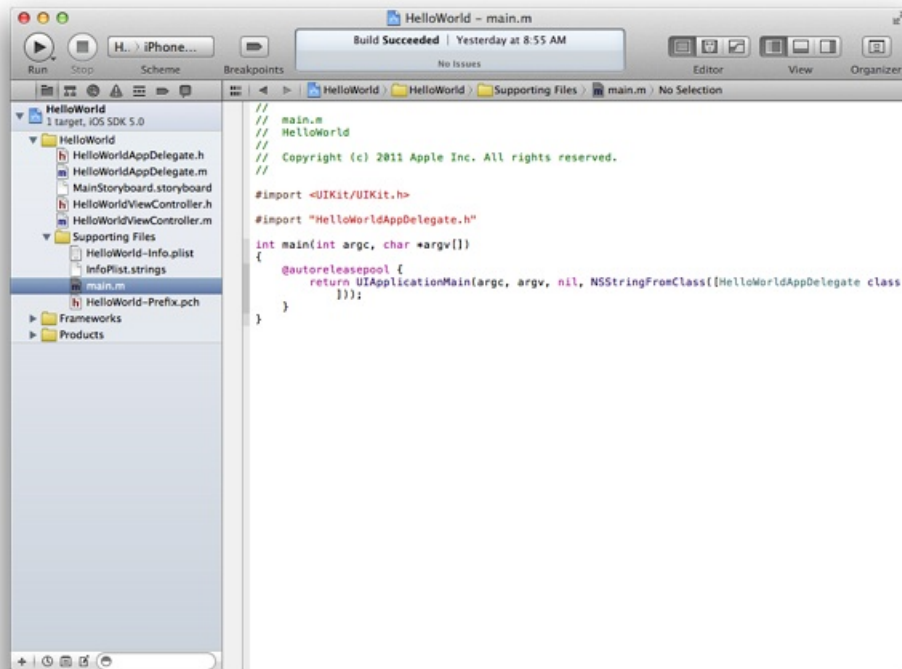 HelloWorld - main.m
H.. › iPhone...
Build Succeeded | Yesterday at 8:55 AM
No Issues
Run Stop Scheme Breakpoints Editor View Organizer
HelloWorld › HelloWorld › Supporting Files › main.m › No Selection
HelloWorld
1 target, iOS SDK 5.0
HelloWorld
HelloWorldAppDelegate.h
HelloWorldAppDelegate.m
MainStoryboard.storyboard
HelloWorldViewController.h
HelloWorldViewController.m
Supporting Files
HelloWorld-Info.plist
InfoPlist.strings
main.m
HelloWorld-Prefix.pch
Frameworks
Products
//
//  main.m
//  HelloWorld
//
//  Copyright (c) 2011 Apple Inc. All rights reserved.
//
#import <UIKit/UIKit.h>
#import "HelloWorldAppDelegate.h"
int main(int argc, char *argv[])
{
    @autoreleasepool {
        return UIApplicationMain(argc, argv, nil, NSStringFromClass([HelloWorldAppDelegate class
            ]));
    }
}